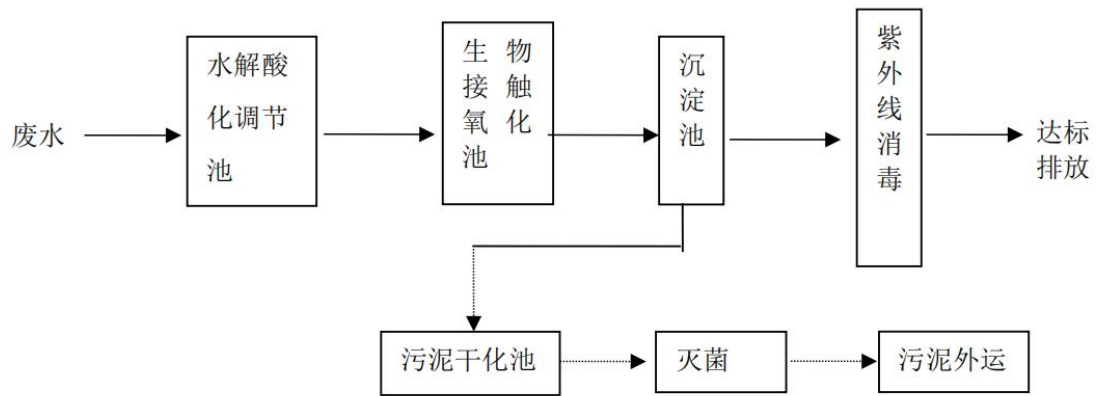 废水
水解酸
化调节
池
生物
接触
氧化
池
沉
淀
池
紫
外
线
消
毒
达标
排放
污泥干化池
灭菌
污泥外运